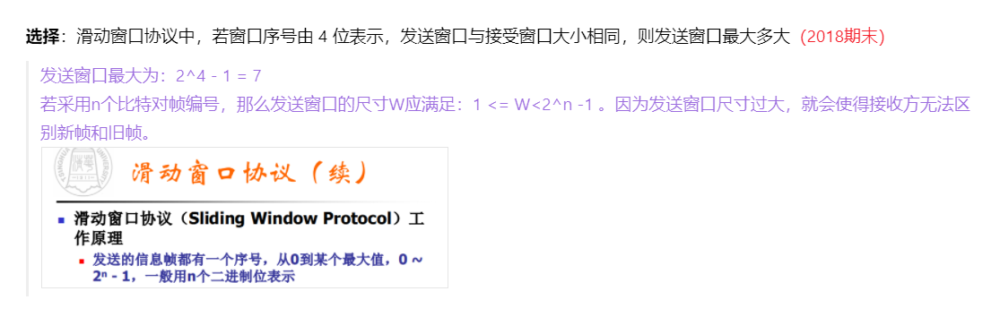 选择：滑动窗口协议中，若窗口序号由 4 位表示，发送窗口与接受窗口大小相同，则发送窗口最大多大（2018期末）
发送窗口最大为：2^4 - 1 = 7
若采用n个比特对帧编号，那么发送窗口的尺寸W应满足：1 <= W<2^n -1 。因为发送窗口尺寸过大，就会使得接收方无法区
别新帧和旧帧。
滑动窗口协议（续）
滑动窗口协议（Sliding Window Protocol）工
作原理
发送的信息帧都有一个序号，从0到某个最大值，0 ~
2ⁿ - 1，一般用n个二进制位表示